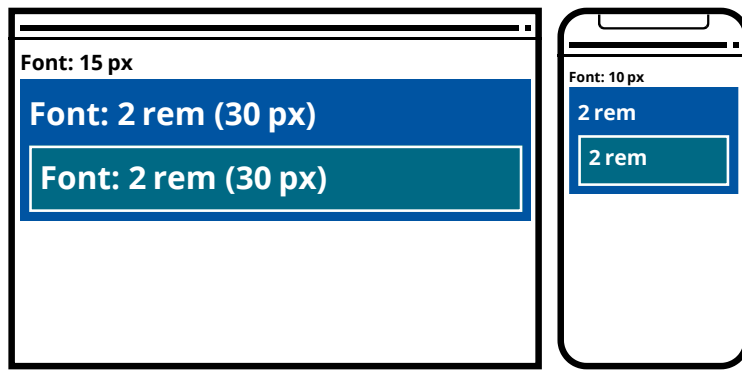 Font: 15 px
Font: 2 rem (30 px)
Font: 2 rem (30 px)
Font: 10 px
2 rem
2 rem